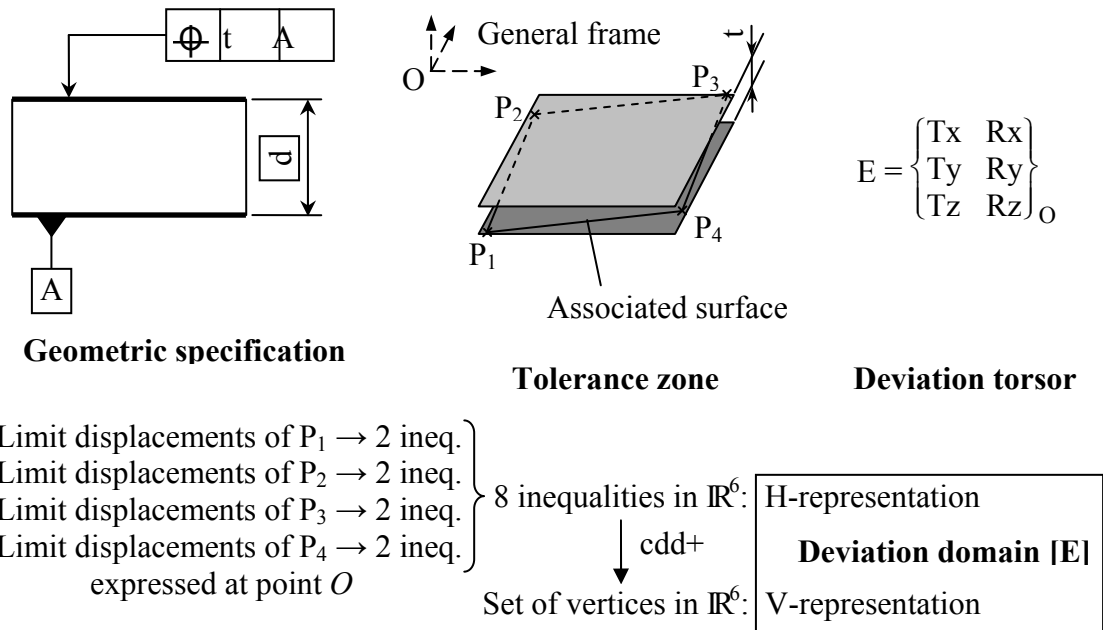 ⌖ t A
d
A
Geometric specification
General frame
O
t
P3
P2
P1
P4
Associated surface
Tolerance zone
E = {Tx Rx
Ty Ry
Tz Rz}O
Deviation torsor
Limit displacements of P1 → 2 ineq.
Limit displacements of P2 → 2 ineq.
Limit displacements of P3 → 2 ineq.
Limit displacements of P4 → 2 ineq.
expressed at point O
8 inequalities in ℝ⁶: H-representation
cdd+
Deviation domain [E]
Set of vertices in ℝ⁶: V-representation